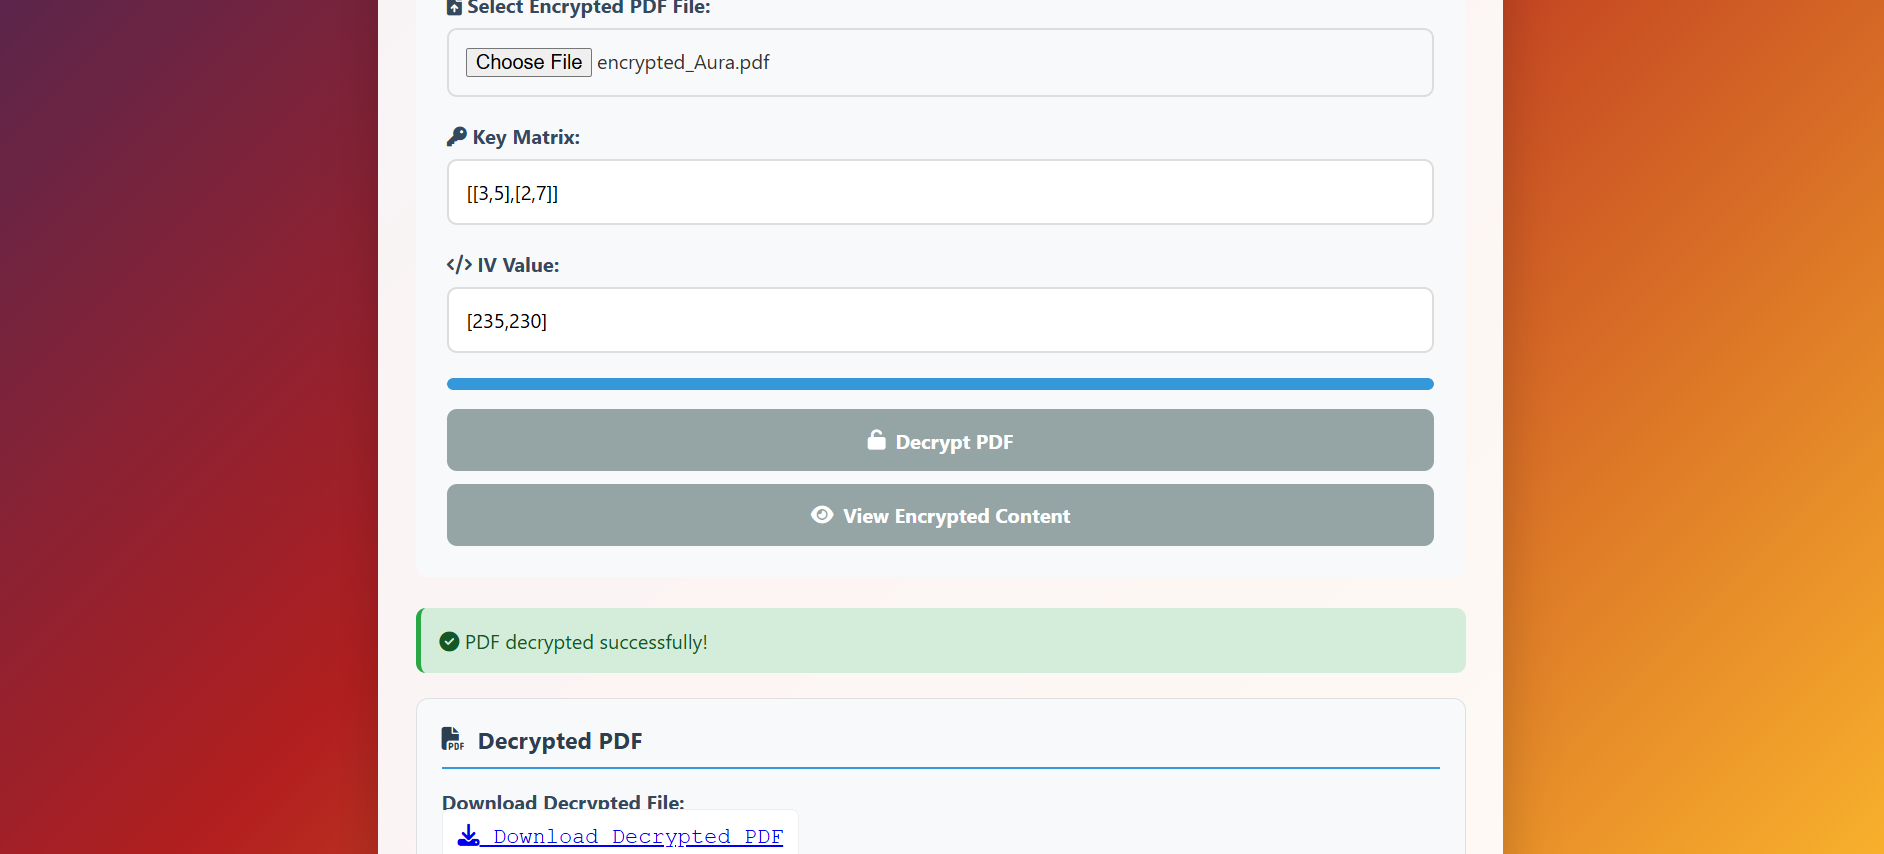 Select Encrypted PDF File:
Choose File encrypted_Aura.pdf
Key Matrix:
[[3,5],[2,7]]
</> IV Value:
[235,230]
Decrypt PDF
View Encrypted Content
PDF decrypted successfully!
PDF Decrypted PDF
Download Decrypted File:
Download Decrypted PDF